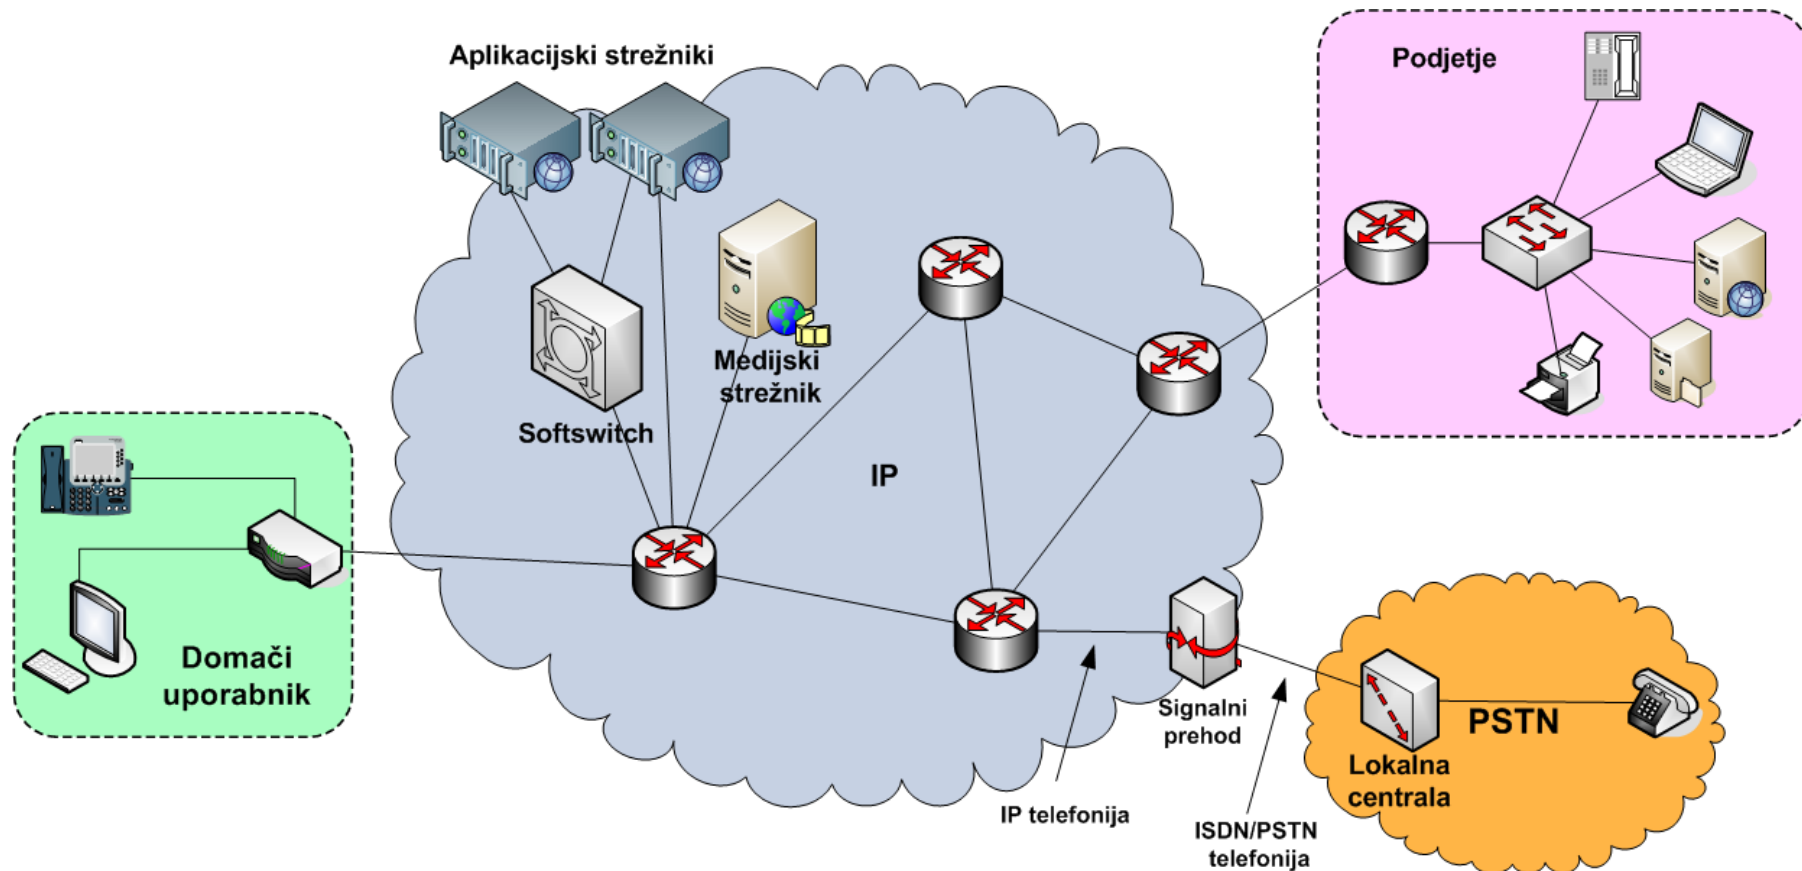 Aplikacijski strežniki
Podjetje
Medijski
strežnik
Softswitch
IP
Domači
uporabnik
Signalni
prehod
PSTN
Lokalna
centrala
IP telefonija
ISDN/PSTN
telefonija